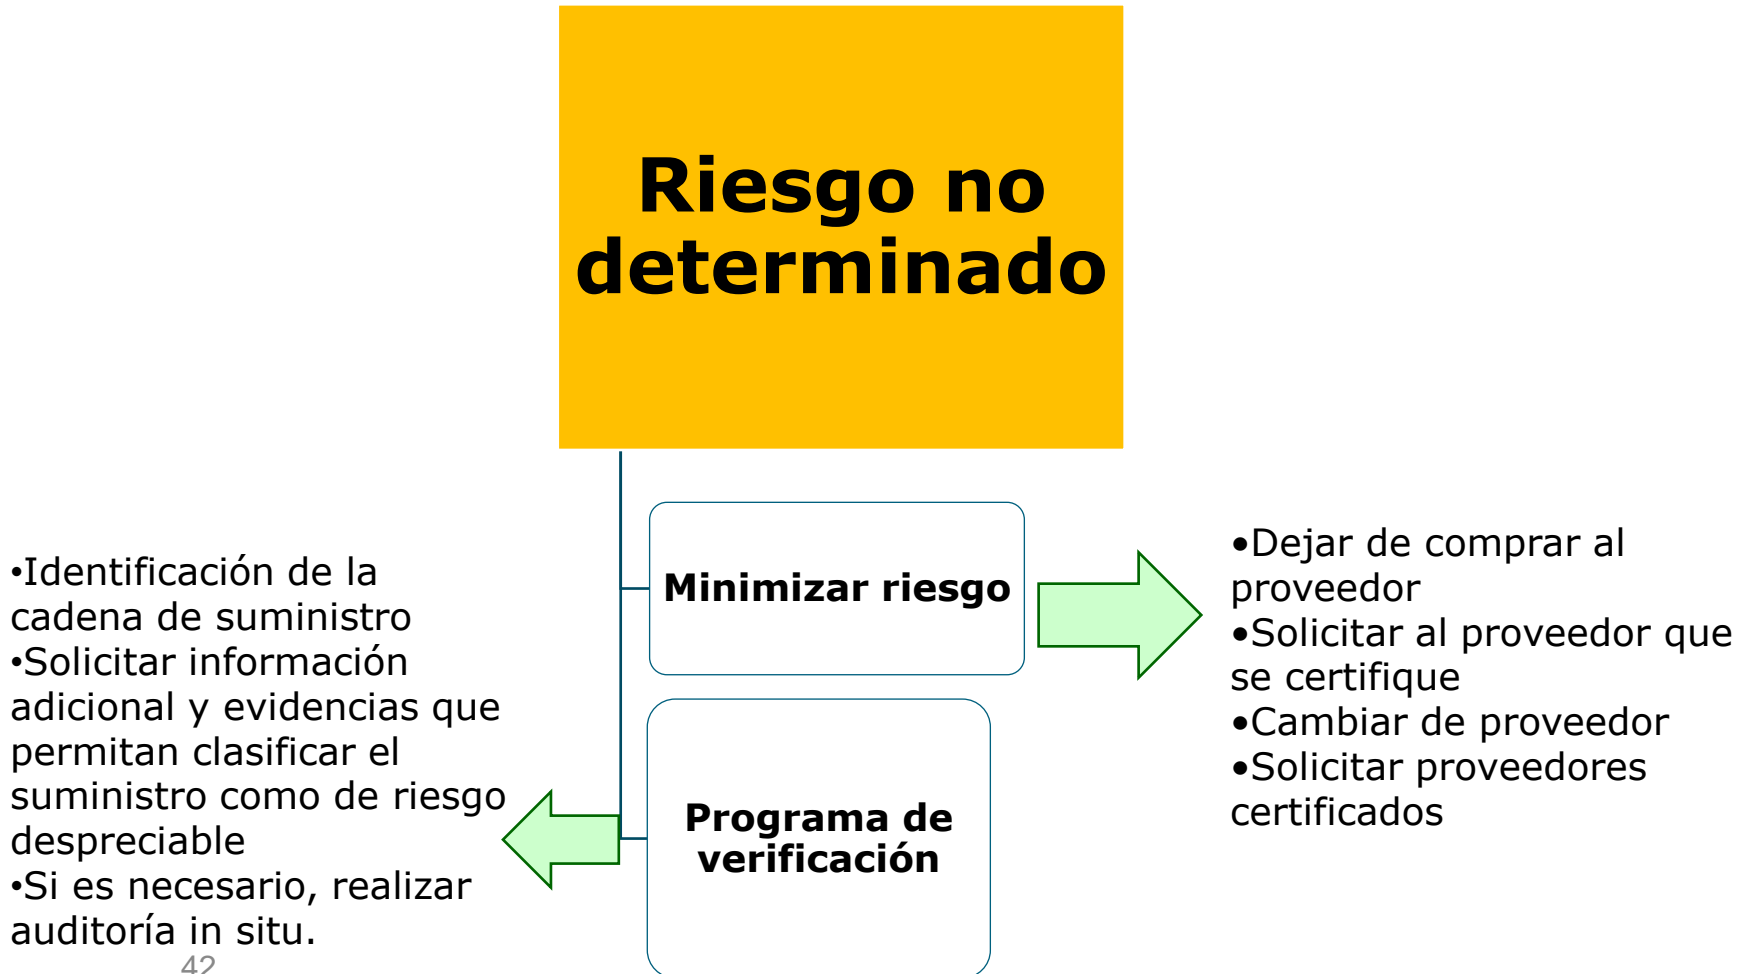 Riesgo no
determinado
Minimizar riesgo
•Dejar de comprar al
proveedor
•Solicitar al proveedor que
se certifique
•Cambiar de proveedor
•Solicitar proveedores
certificados
Programa de
verificación
•Identificación de la
cadena de suministro
•Solicitar información
adicional y evidencias que
permitan clasificar el
suministro como de riesgo
despreciable
•Si es necesario, realizar
auditoría in situ.
42